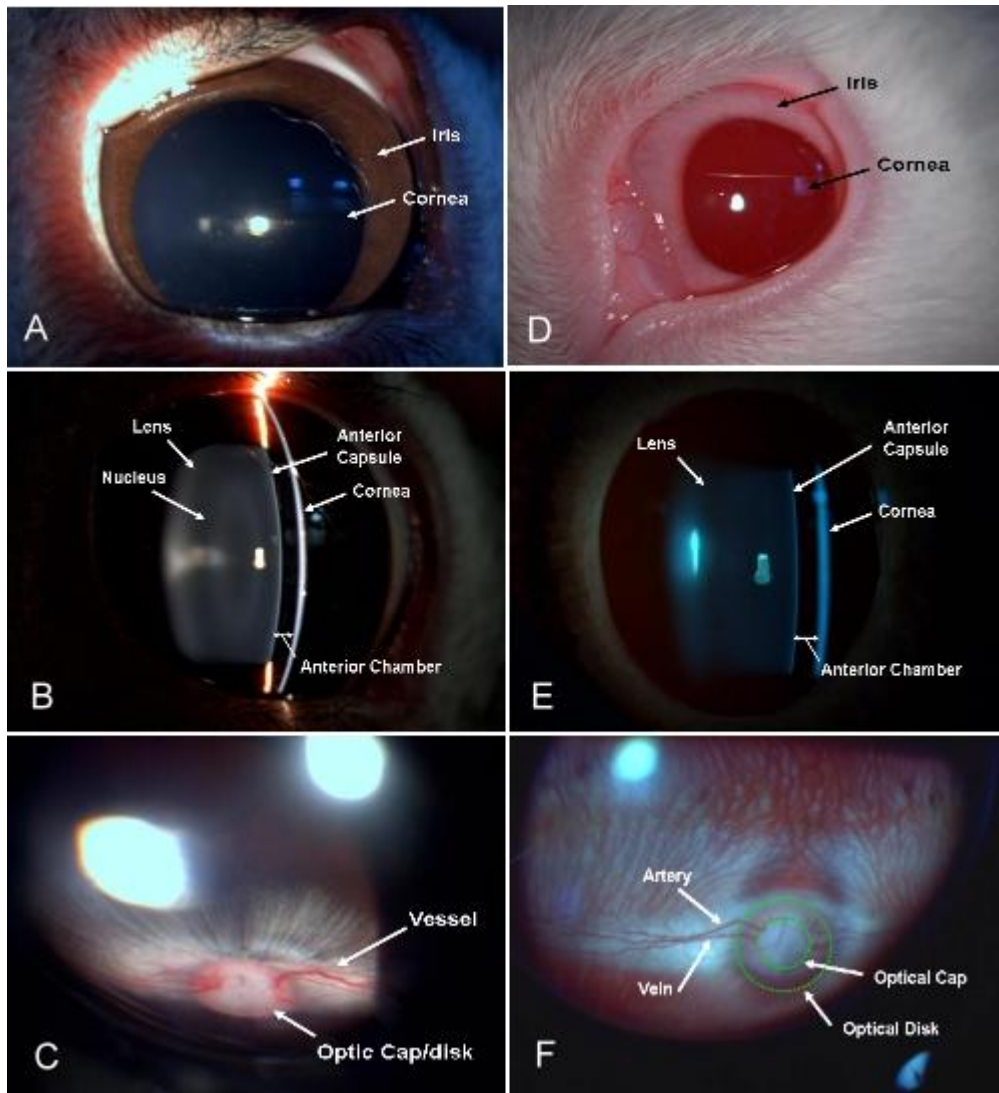 Iris
Cornea
A
Iris
Cornea
D
Lens
Nucleus
Anterior
Capsule
Cornea
Anterior Chamber
B
Lens
Anterior
Capsule
Cornea
Anterior Chamber
E
Vessel
Optic Cap/disk
C
Artery
Vein
Optical Cap
Optical Disk
F